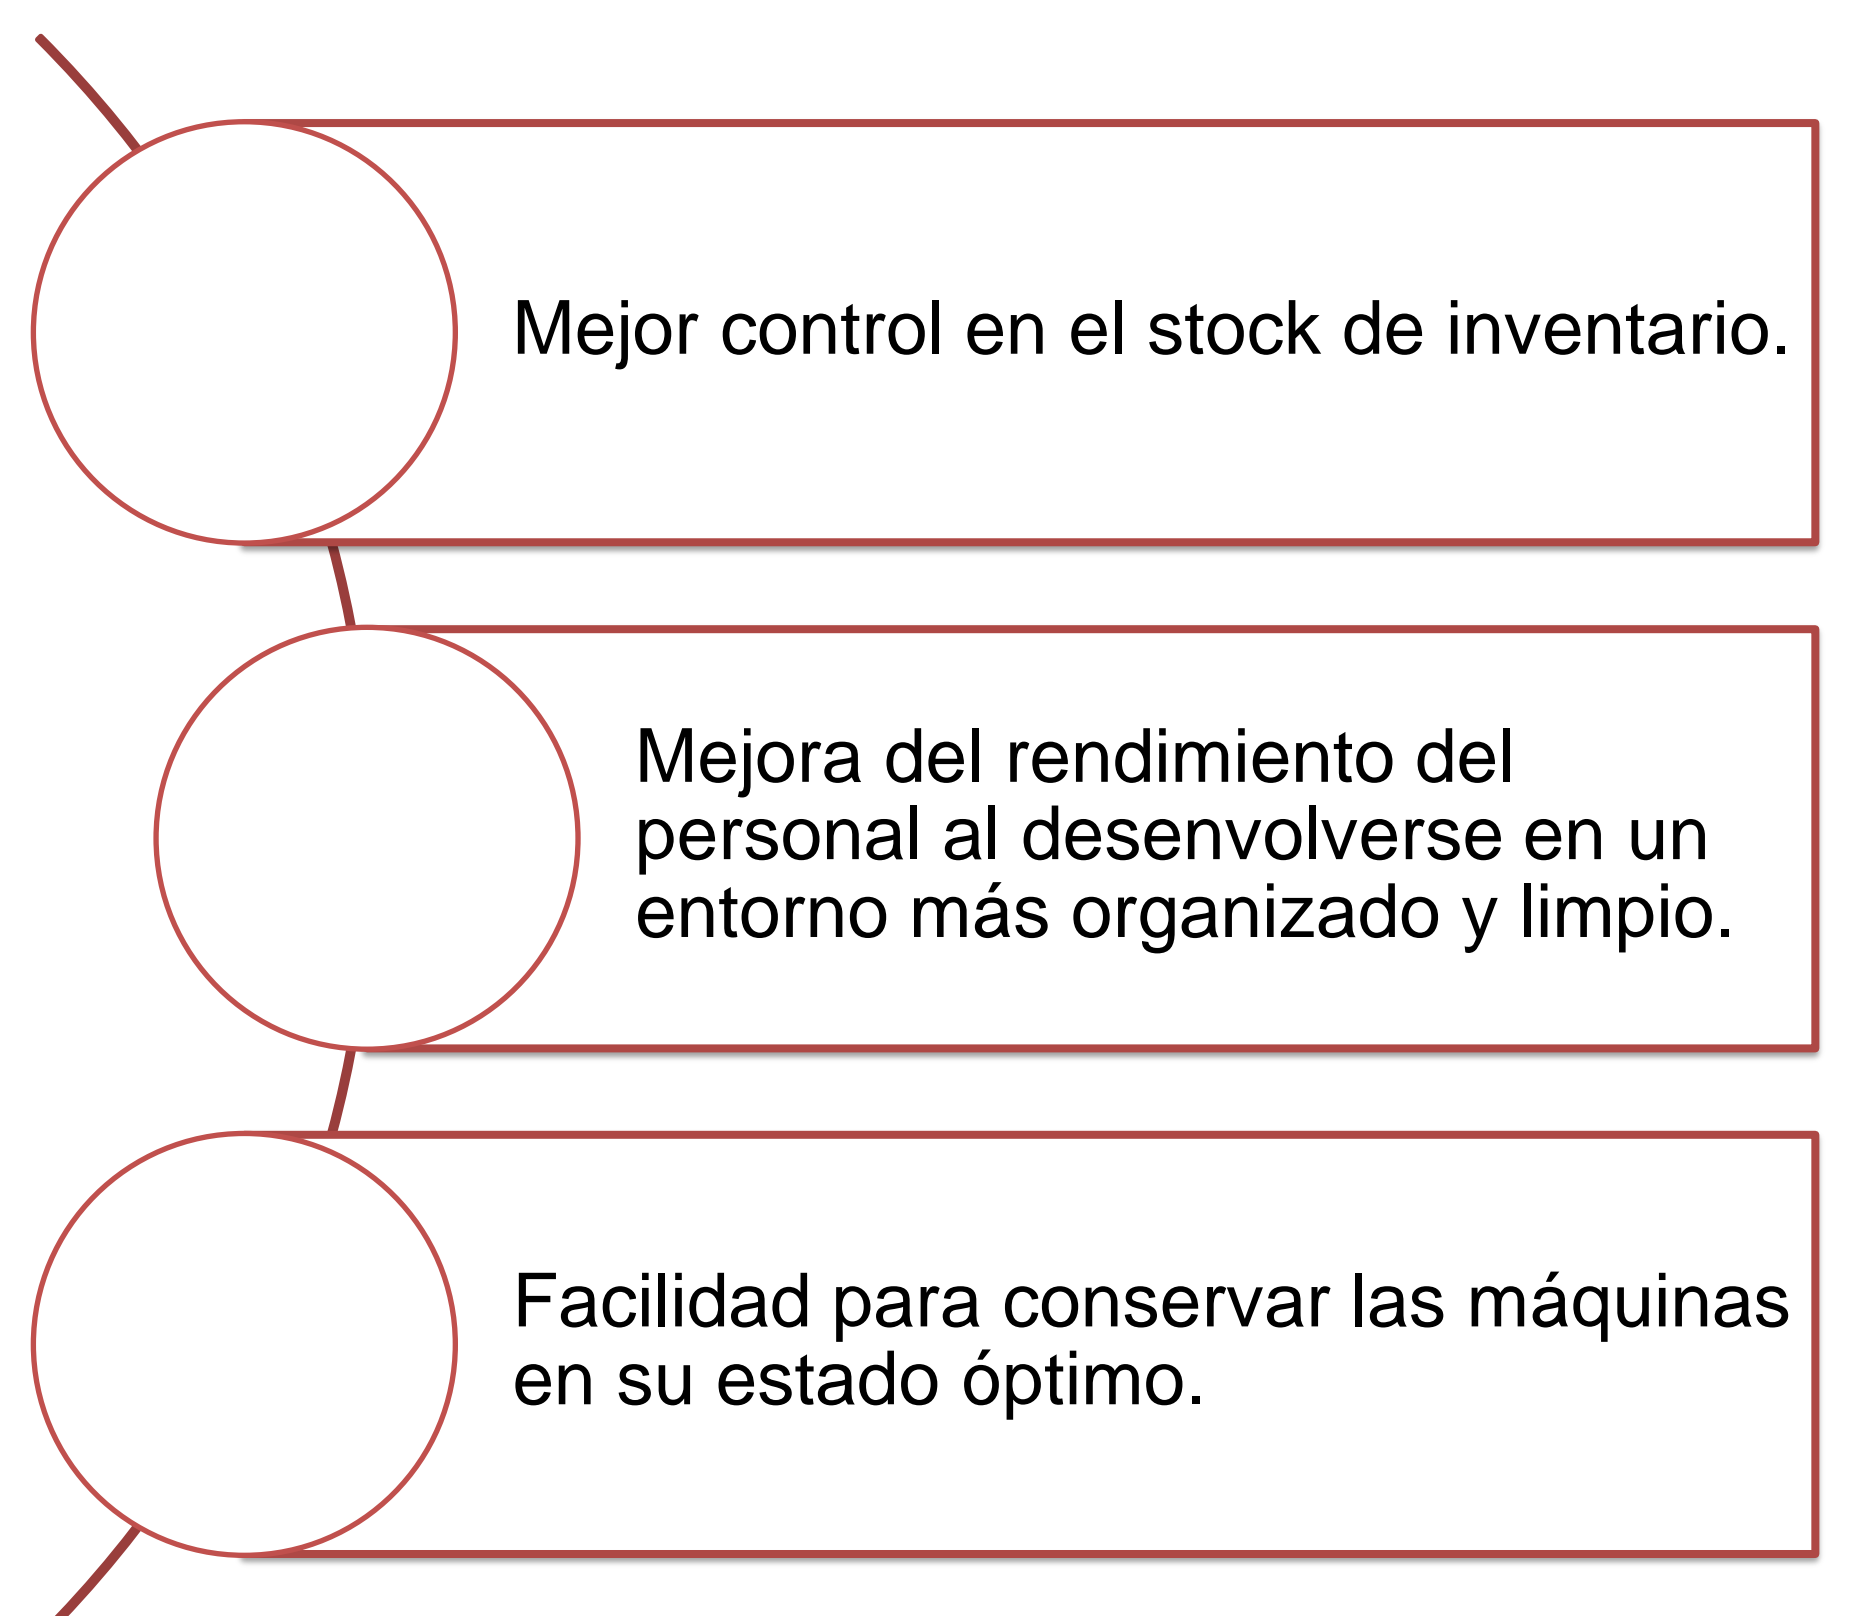 Mejor control en el stock de inventario.
Mejora del rendimiento del
personal al desenvolverse en un
entorno más organizado y limpio.
Facilidad para conservar las máquinas
en su estado óptimo.